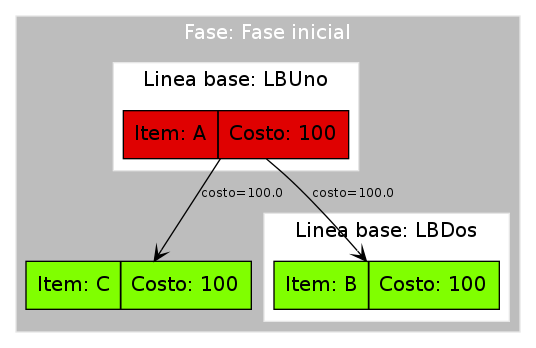 Fase: Fase inicial
Linea base: LBUno
Item: A Costo: 100
costo=100.0 costo=100.0
Linea base: LBDos
Item: C Costo: 100 Item: B Costo: 100